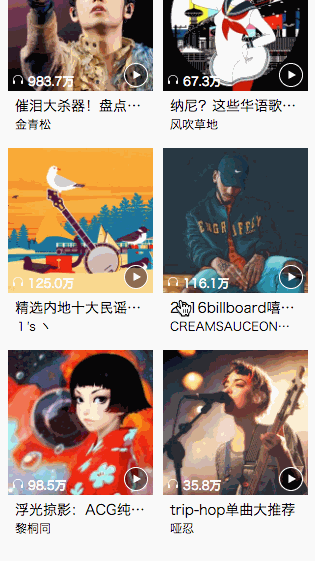 983.7万
67.3万
催泪大杀器！盘点…
纳尼？这些华语歌…
金青松
风吹草地
125.0万
116.1万
精选内地十大民谣…
2016billboard嘻…
1 's 丶
CREAMSAUCEON…
98.5万
35.8万
浮光掠影：ACG纯…
trip-hop单曲大推荐
黎桐同
哑忍